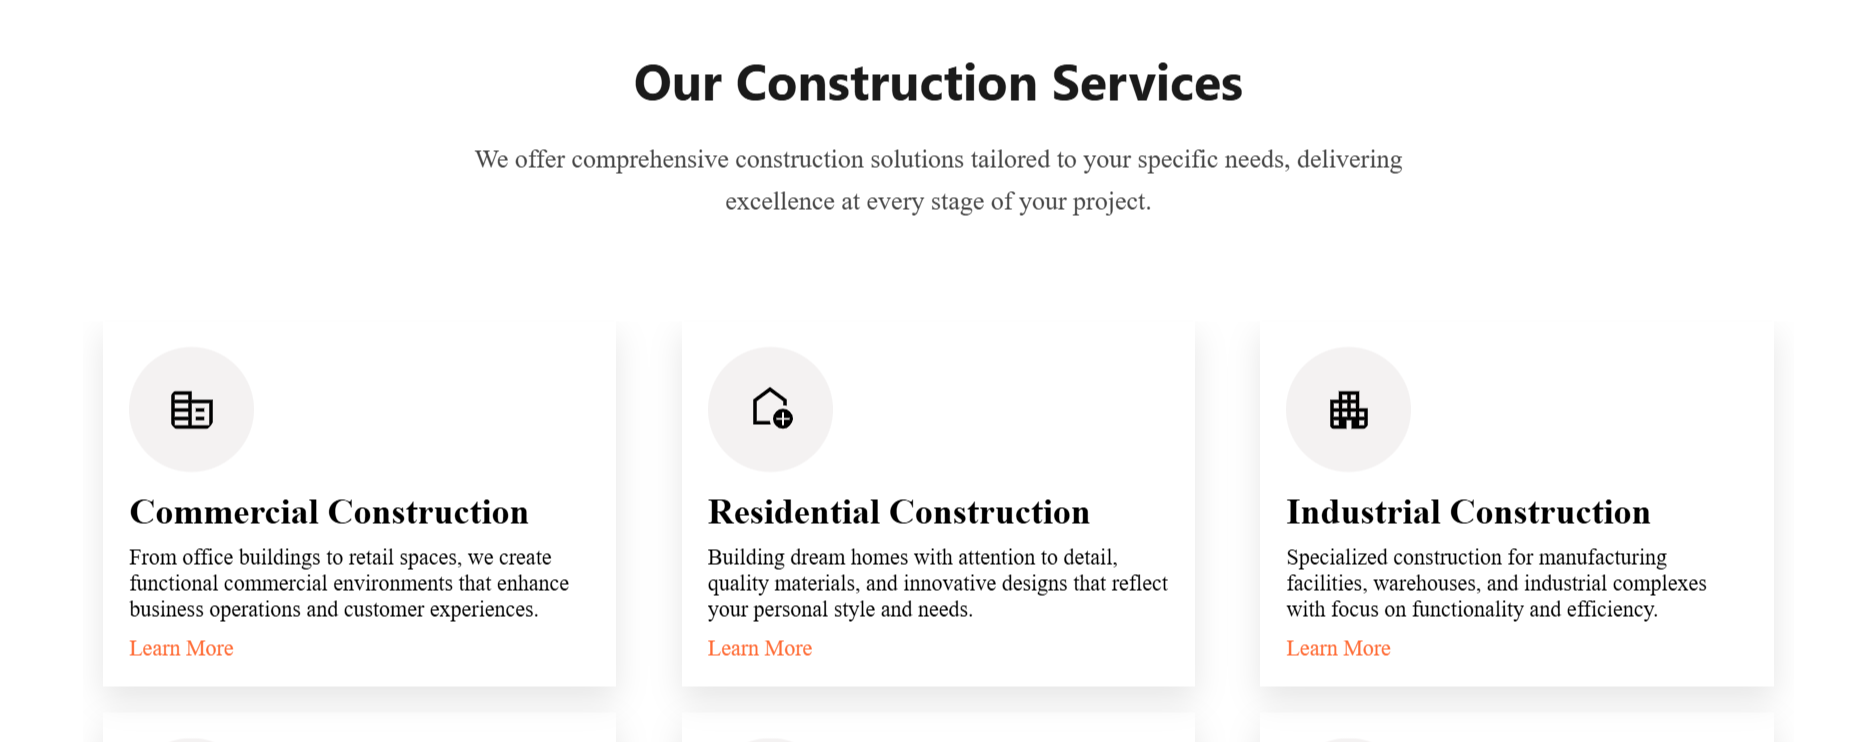 Our Construction Services
We offer comprehensive construction solutions tailored to your specific needs, delivering
excellence at every stage of your project.
Commercial Construction
From office buildings to retail spaces, we create
functional commercial environments that enhance
business operations and customer experiences.
Learn More
Residential Construction
Building dream homes with attention to detail,
quality materials, and innovative designs that reflect
your personal style and needs.
Learn More
Industrial Construction
Specialized construction for manufacturing
facilities, warehouses, and industrial complexes
with focus on functionality and efficiency.
Learn More